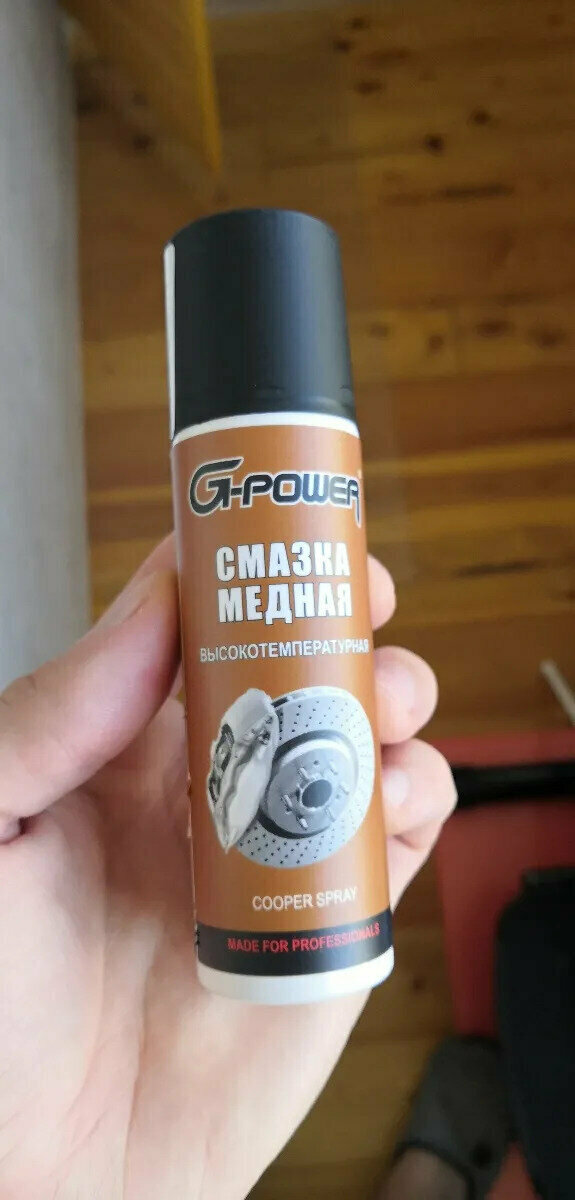 G-POWER
СМАЗКА
МЕДНАЯ
ВЫСОКОТЕМПЕРАТУРНАЯ
COOPER SPRAY
MADE FOR PROFESSIONALS